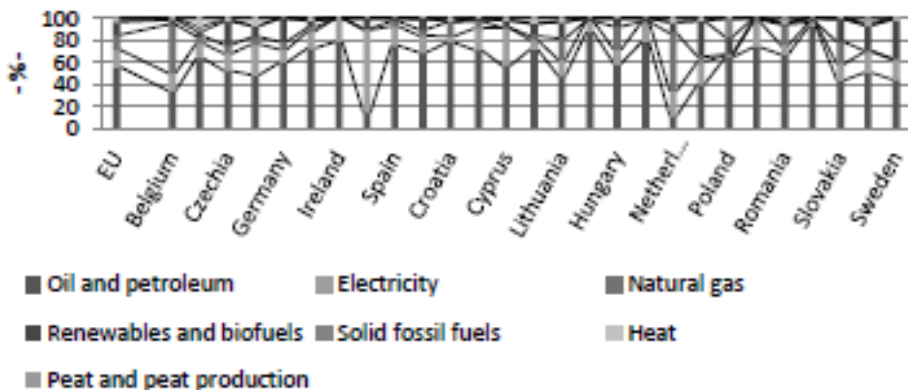 100
80
60
40
20
0
-%-
EU
Belgium
Czechia
Germany
Ireland
Spain
Croatia
Cyprus
Lithuania
Hungary
Netherl...
Poland
Romania
Slovakia
Sweden
Oil and petroleum Electricity Natural gas
Renewables and biofuels Solid fossil fuels Heat
Peat and peat production